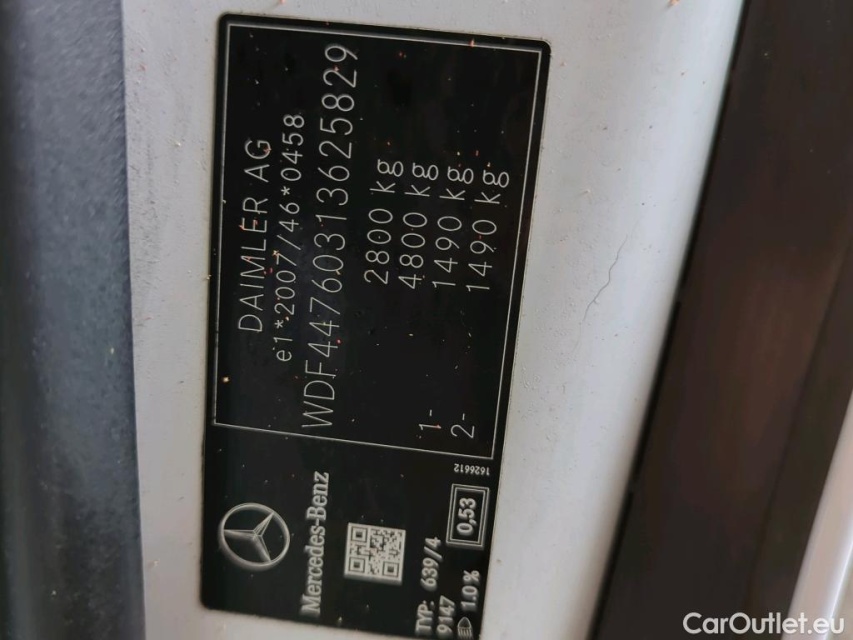 DAIMLER AG
e1*2007/46*0458
WDF44760313625829
2800 kg
4800 kg
1- 1490 kg
2- 1490 kg
Mercedes-Benz
TYP: 639/4
9147
1.0 %
0,53
1626612
CarOutlet.eu